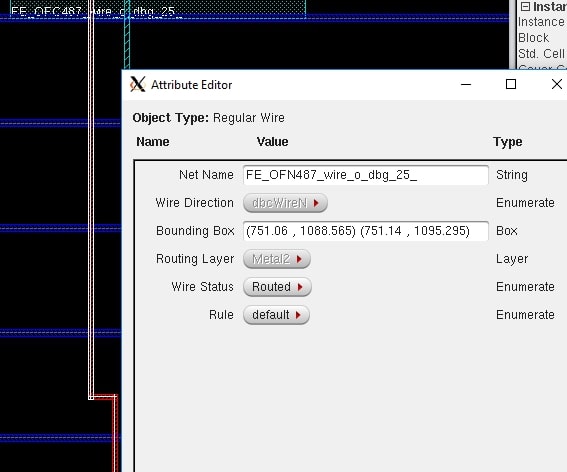 FE_OFC487_wire_o_dbg_25_
Instan
Instance
Block
Std. Cell
Cover C
Attribute Editor
Object Type: Regular Wire
Name Value Type
Net Name FE_OFN487_wire_o_dbg_25_ String
Wire Direction dbcWireN Enumerate
Bounding Box (751.06 , 1088.565) (751.14 , 1095.295) Box
Routing Layer Metal2 Layer
Wire Status Routed Enumerate
Rule default Enumerate